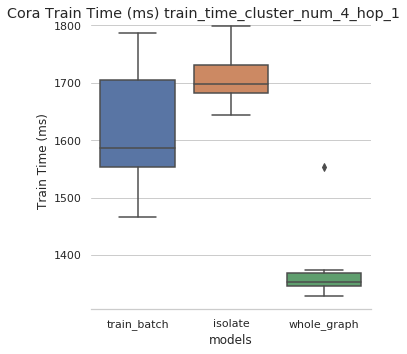 Cora Train Time (ms) train_time_cluster_num_4_hop_1
1800
1700
1600
1500
1400
Train Time (ms)
train_batch isolate whole_graph
models